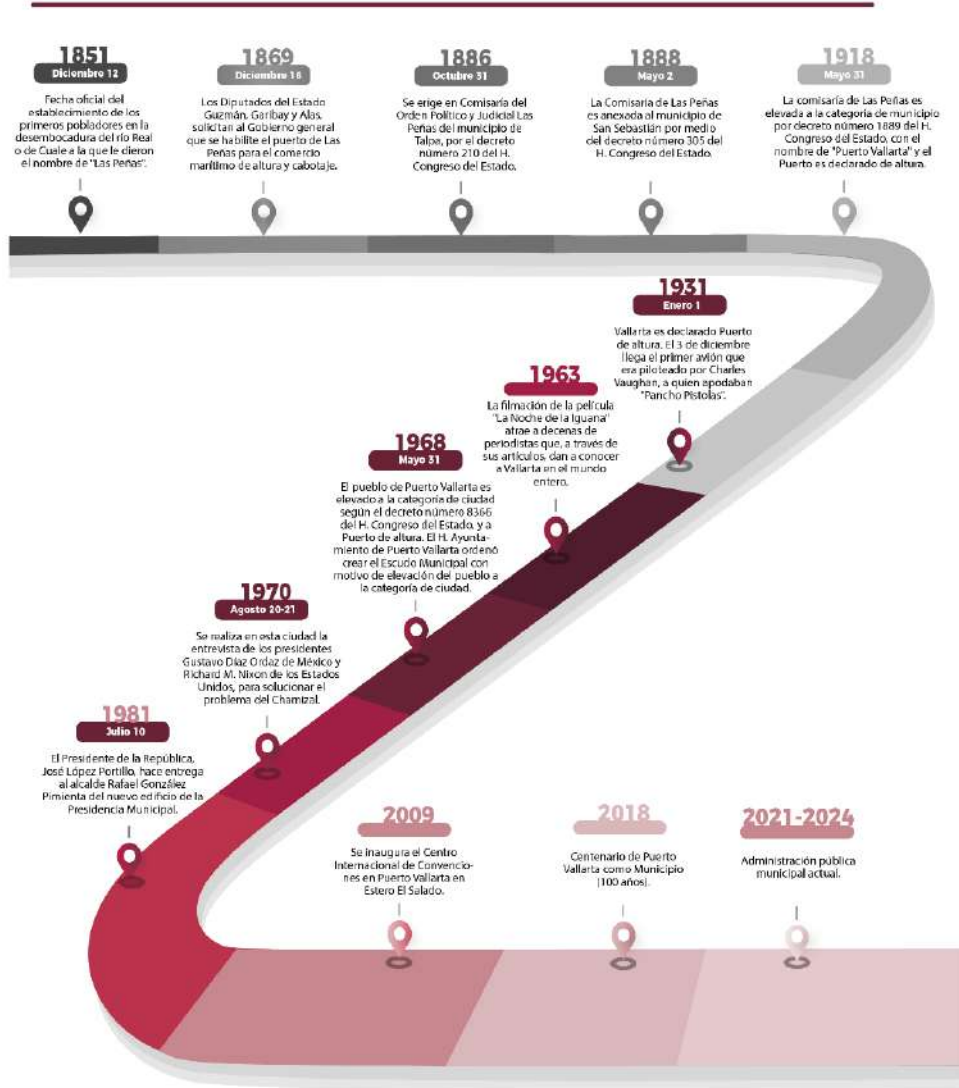 1851
Diciembre 12
Fecha oficial del
establecimiento de los
primeros pobladores en la
desembocadura del río Real
o de Cuale a la que le dieron
el nombre de "Las Peñas".
1869
Diciembre 16
Los Diputados del Estado
Guzmán, Garibay y Alas,
solicitan al Gobierno general
que se habilite el puerto de Las
Peñas para el comercio
marítimo de altura y cabotaje.
1886
Octubre 31
Se erige en Comisaría del
Orden Político y Judicial Las
Peñas del municipio de
Talpa, por el decreto
número 210 del H.
Congreso del Estado.
1888
Mayo 2
La Comisaría de Las Peñas
es anexada al municipio de
San Sebastián por medio
del decreto número 305 del
H. Congreso del Estado.
1918
Mayo 31
La comisaría de Las Peñas es
elevada a la categoría de municipio
por decreto número 1889 del H.
Congreso del Estado, con el
nombre de "Puerto Vallarta" y el
Puerto es declarado de altura.
1931
Enero 1
Vallarta es declarado Puerto
de altura. El 3 de diciembre
llega el primer avión que
era piloteado por Charles
Vaughan, a quien apodaban
"Pancho Pistolas".
1963
La filmación de la película
"La Noche de la Iguana"
atrae a decenas de
periodistas que, a través de
sus artículos, dan a conocer
a Vallarta en el mundo
entero.
1968
Mayo 31
El pueblo de Puerto Vallarta es
elevado a la categoría de ciudad
según el decreto número 8366
del H. Congreso del Estado, y a
Puerto de altura. El H. Ayunta-
miento de Puerto Vallarta ordenó
crear el Escudo Municipal con
motivo de elevación del pueblo a
la categoría de ciudad.
1970
Agosto 20-21
Se realiza en esta ciudad la
entrevista de los presidentes
Gustavo Díaz Ordaz de México y
Richard M. Nixon de los Estados
Unidos, para solucionar el
problema del Chamizal.
1981
Julio 10
El Presidente de la República,
José López Portillo, hace entrega
al alcalde Rafael González
Pimienta del nuevo edificio de la
Presidencia Municipal.
2009
Se inaugura el Centro
Internacional de Convencio-
nes en Puerto Vallarta en
Estero El Salado.
2018
Centenario de Puerto
Vallarta como Municipio
(100 años).
2021-2024
Administración pública
municipal actual.